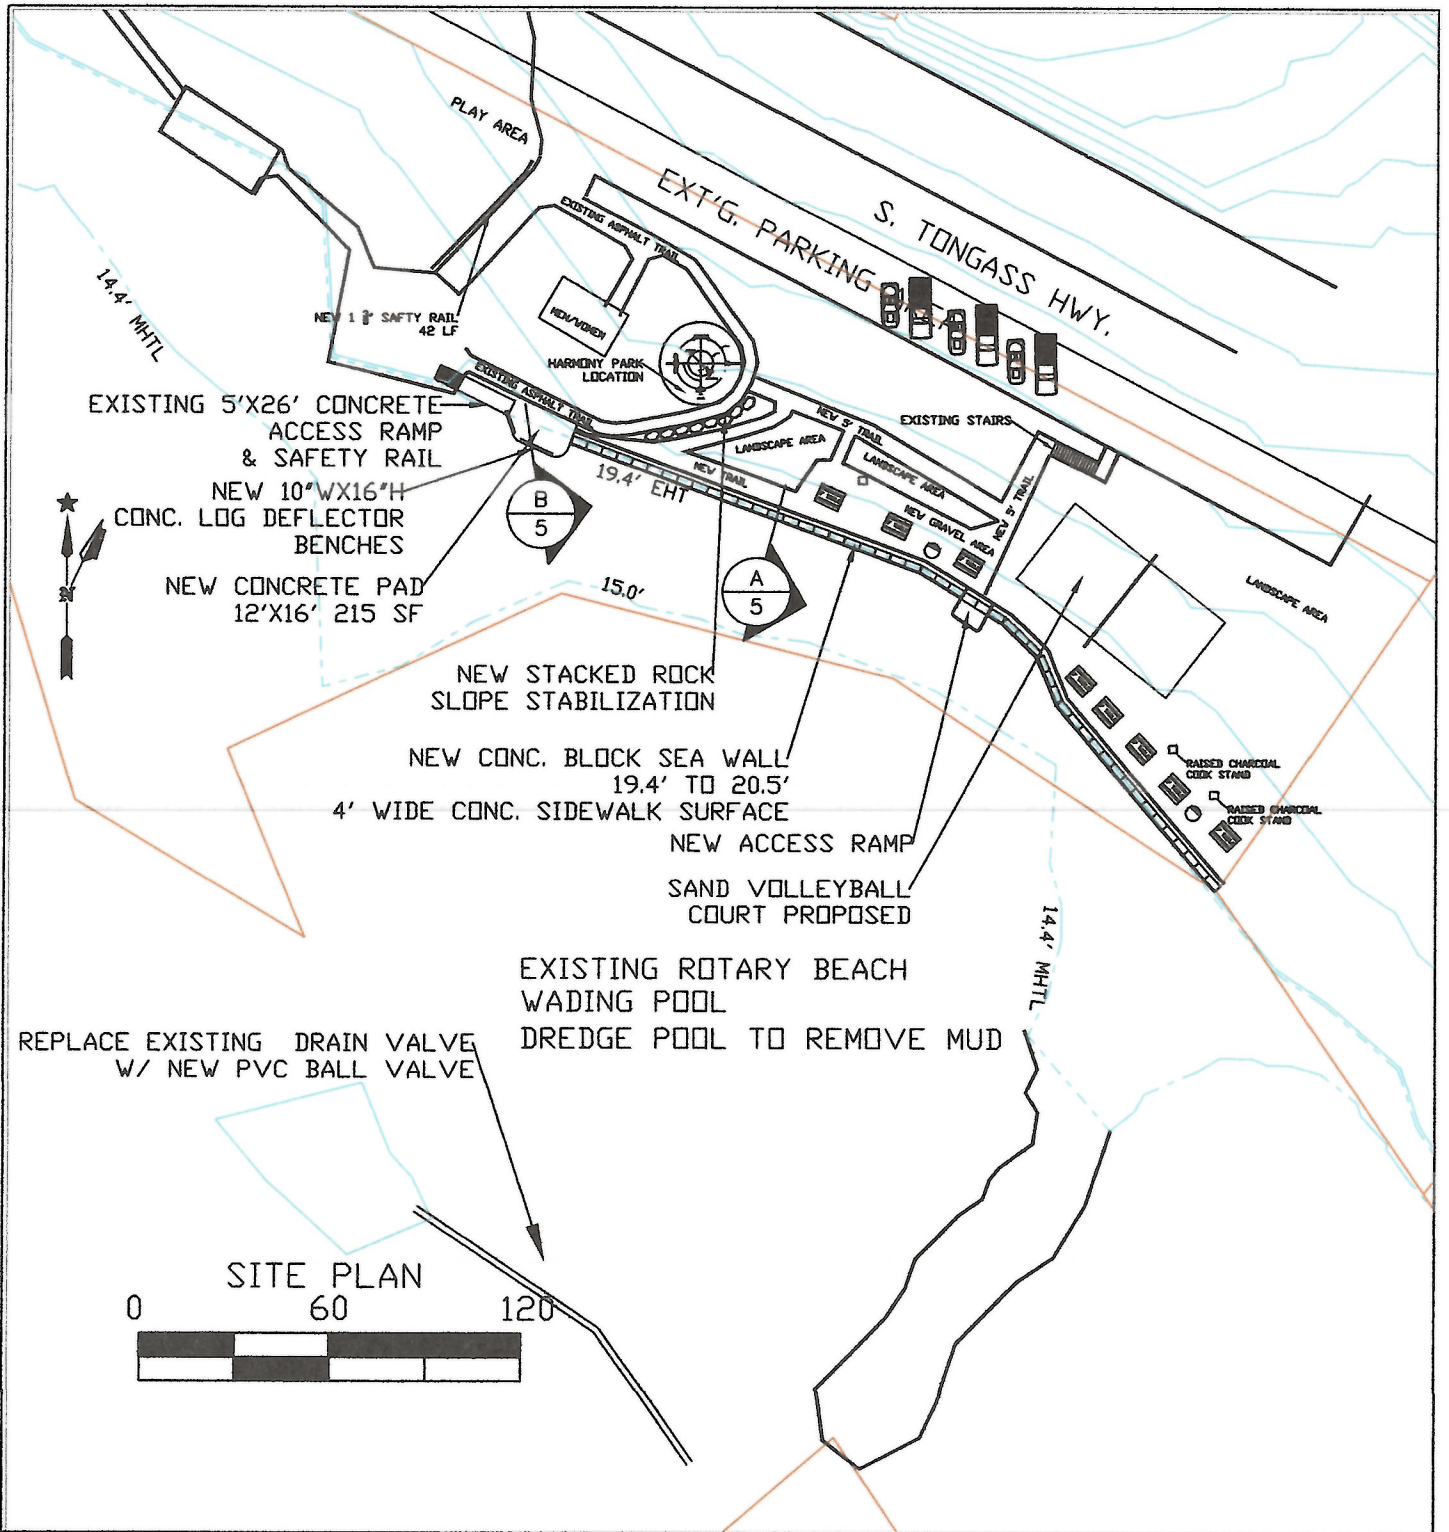 PLAY AREA
EXT'G. PARKING
S. TONGASS HWY.
EXISTING ASPHALT TRAIL
14.4' MHTL
NEW 1 SAFTY RAIL
42 LF
MEN/WOMEN
HARMONY PARK
LOCATION
EXISTING ASPHALT TRAIL
EXISTING 5'X26' CONCRETE
ACCESS RAMP
& SAFETY RAIL
NEW 10"WX16"H
CONC. LOG DEFLECTOR
BENCHES
NEW CONCRETE PAD
12'X16' 215 SF
N
B
5
19.4' EHT
NEW TRAIL
LANDSCAPE AREA
NEW 5' TRAIL
LANDSCAPE AREA
EXISTING STAIRS
NEW 5' TRAIL
NEW GRAVEL AREA
LANDSCAPE AREA
A
5
15.0'
NEW STACKED ROCK
SLOPE STABILIZATION
NEW CONC. BLOCK SEA WALL
19.4' TO 20.5'
4' WIDE CONC. SIDEWALK SURFACE
NEW ACCESS RAMP
RAISED CHARCOAL
COOK STAND
RAISED CHARCOAL
COOK STAND
SAND VOLLEYBALL
COURT PROPOSED
14.4' MHTL
EXISTING ROTARY BEACH
WADING POOL
DREDGE POOL TO REMOVE MUD
REPLACE EXISTING DRAIN VALVE
W/ NEW PVC BALL VALVE
SITE PLAN
0 60 120